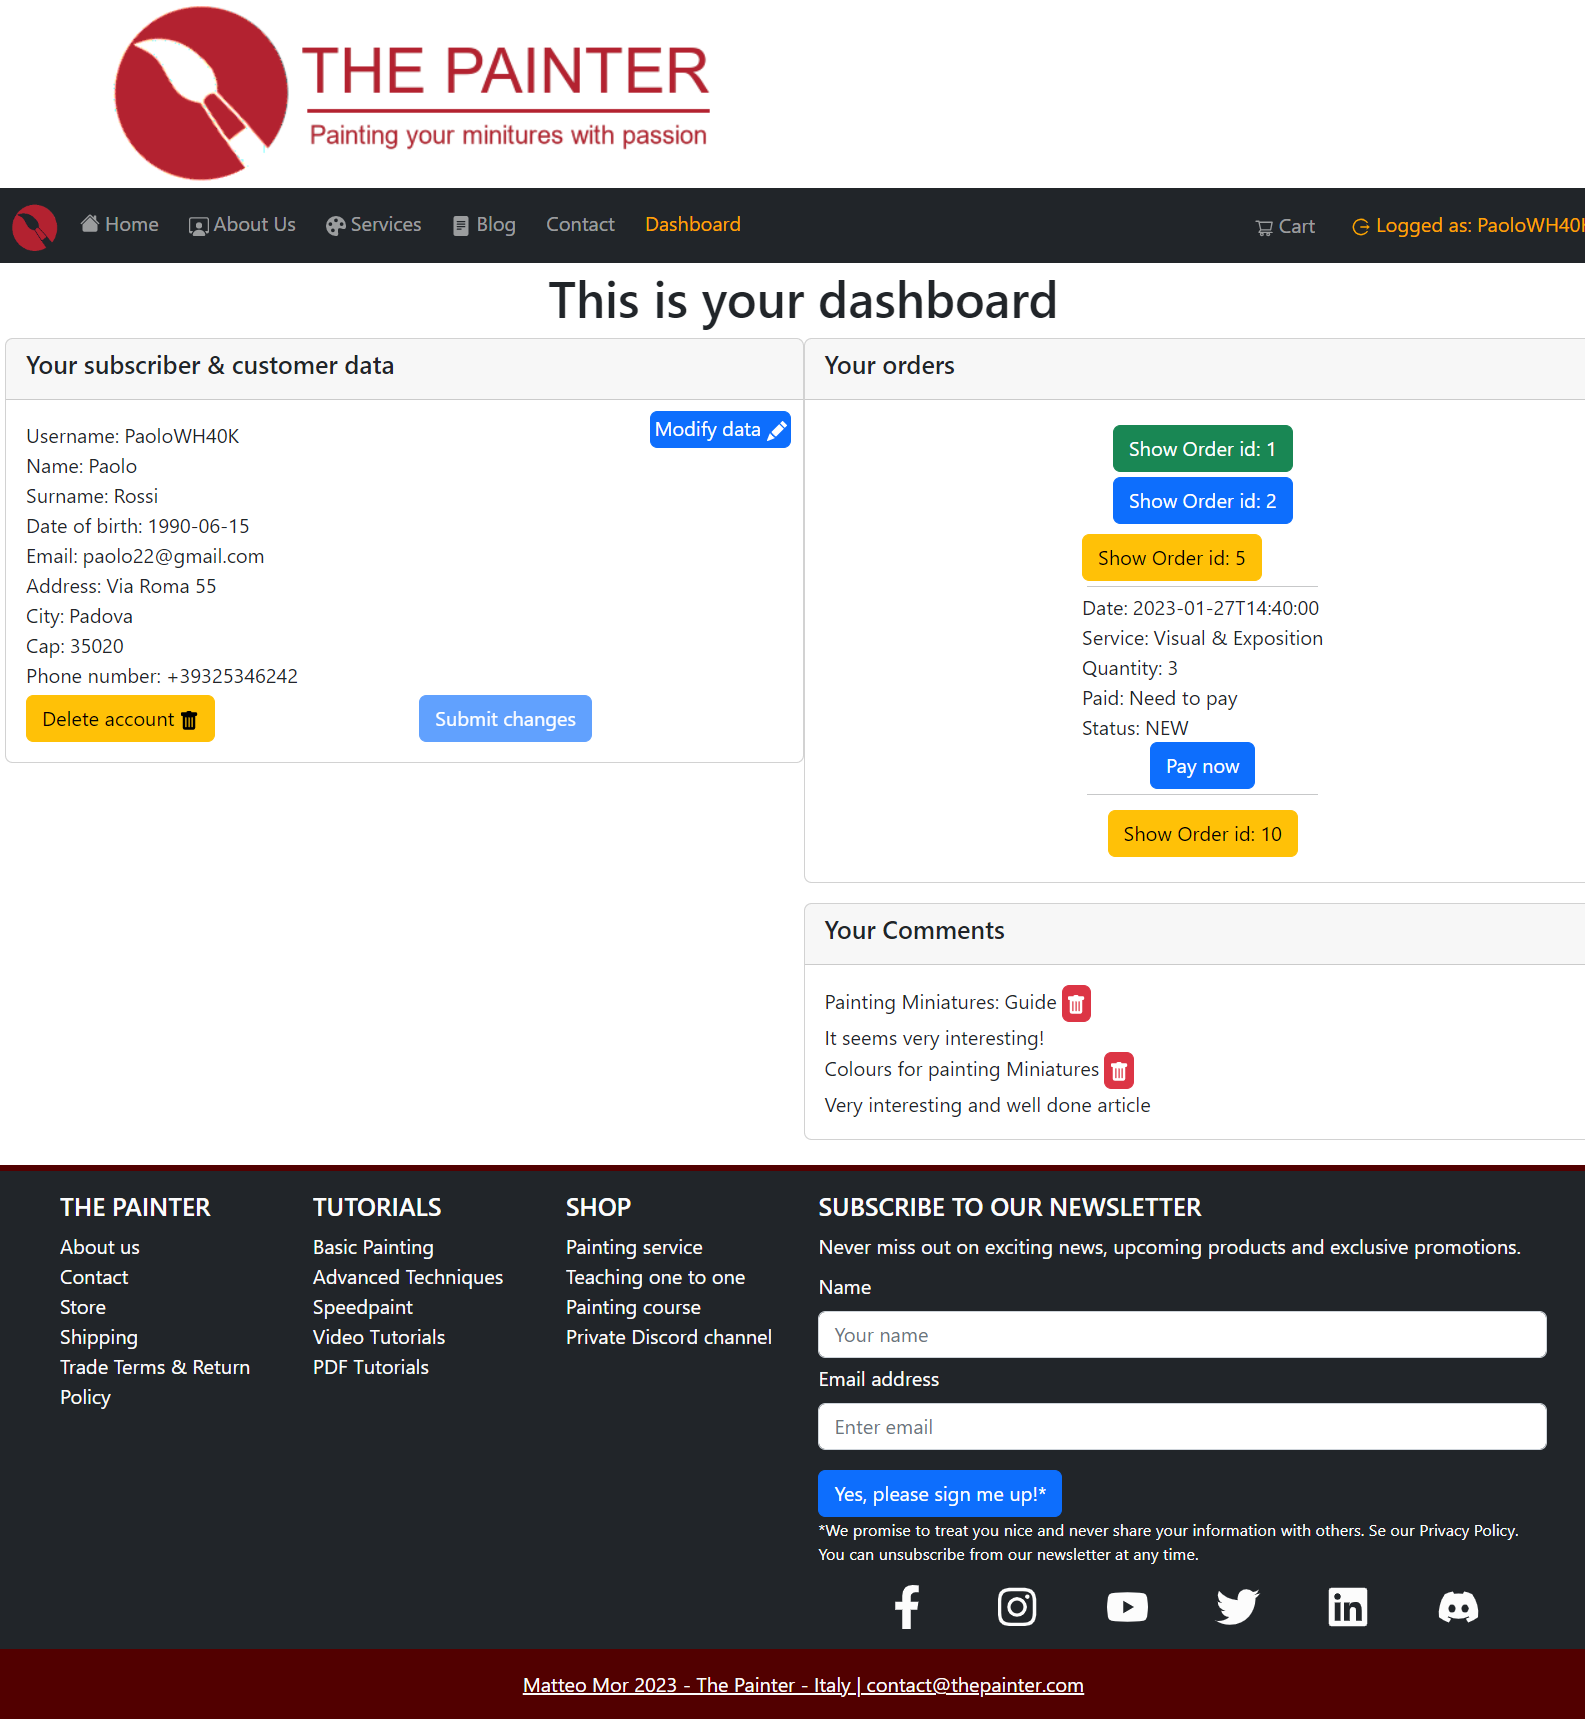 THE PAINTER
Painting your minitures with passion
Home
About Us
Services
Blog
Contact
Dashboard
Cart
Logged as: PaoloWH40
This is your dashboard
Your subscriber & customer data
Modify data
Username: PaoloWH40K
Name: Paolo
Surname: Rossi
Date of birth: 1990-06-15
Email: paolo22@gmail.com
Address: Via Roma 55
City: Padova
Cap: 35020
Phone number: +39325346242
Delete account
Submit changes
Your orders
Show Order id: 1
Show Order id: 2
Show Order id: 5
Date: 2023-01-27T14:40:00
Service: Visual & Exposition
Quantity: 3
Paid: Need to pay
Status: NEW
Pay now
Show Order id: 10
Your Comments
Painting Miniatures: Guide
It seems very interesting!
Colours for painting Miniatures
Very interesting and well done article
THE PAINTER
About us
Contact
Store
Shipping
Trade Terms & Return
Policy
TUTORIALS
Basic Painting
Advanced Techniques
Speedpaint
Video Tutorials
PDF Tutorials
SHOP
Painting service
Teaching one to one
Painting course
Private Discord channel
SUBSCRIBE TO OUR NEWSLETTER
Never miss out on exciting news, upcoming products and exclusive promotions.
Name
Your name
Email address
Enter email
Yes, please sign me up!*
*We promise to treat you nice and never share your information with others. Se our Privacy Policy.
You can unsubscribe from our newsletter at any time.
Matteo Mor 2023 - The Painter - Italy | contact@thepainter.com